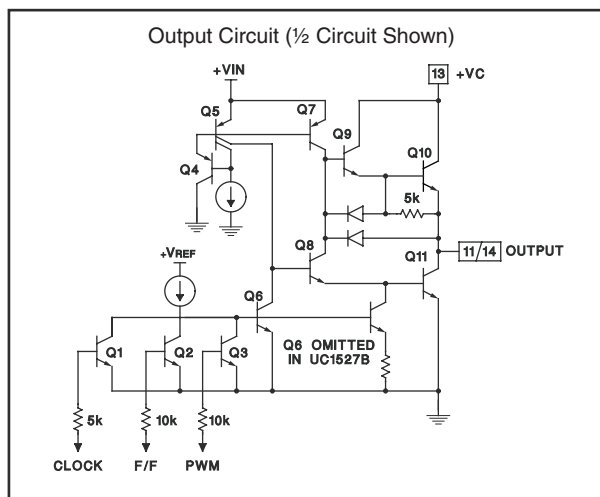 Output Circuit (½ Circuit Shown)
+VIN
13 +VC
Q5
Q7
Q9
Q4
Q10
5k
+VREF
Q8
11/14 OUTPUT
Q11
Q6
Q1
Q2
Q3
Q6 OMITTED
IN UC1527B
5k
10k
10k
CLOCK
F/F
PWM